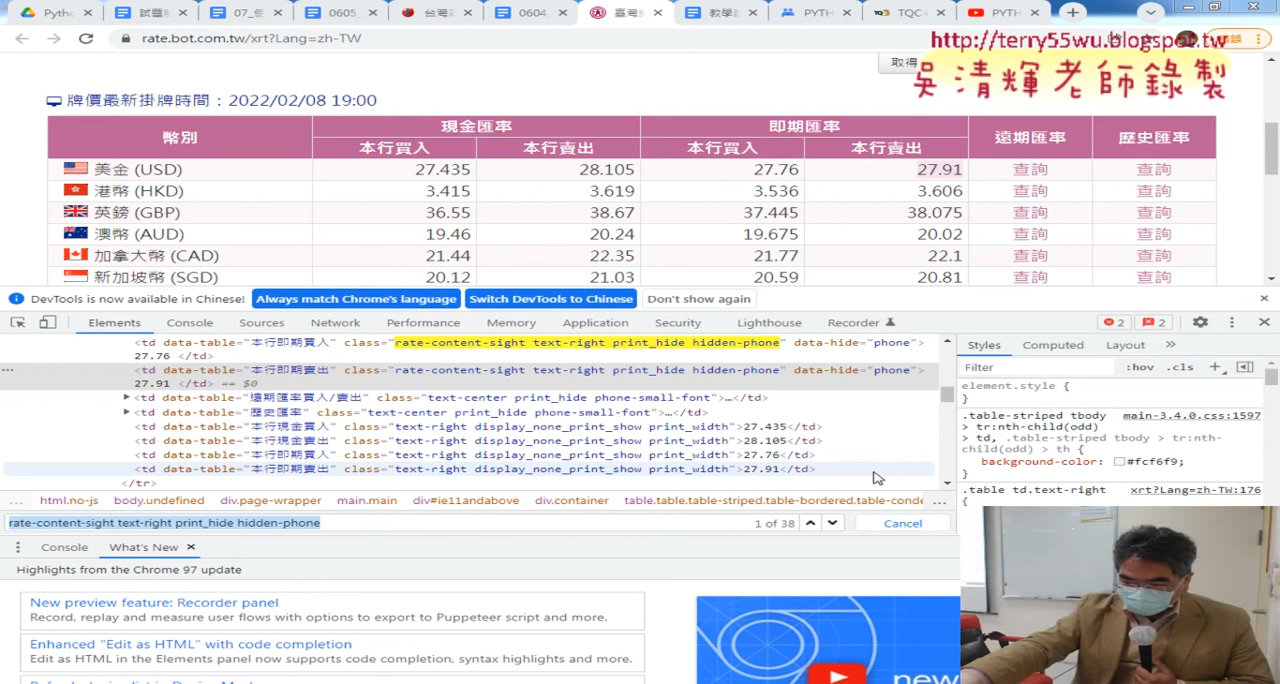 Python
試題
07_信
0605
台灣
0604_
臺灣
教學
PYTH
TQC+
PYTH
rate.bot.com.tw/xrt?Lang=zh-TW
http://terry55wu.blogspot.tw
吳清輝老師錄製
取得
牌價最新掛牌時間：2022/02/08 19:00
幣別 現金匯率 即期匯率 遠期匯率 歷史匯率
本行買入 本行賣出 本行買入 本行賣出
美金 (USD) 27.435 28.105 27.76 27.91 查詢 查詢
港幣 (HKD) 3.415 3.619 3.536 3.606 查詢 查詢
英鎊 (GBP) 36.55 38.67 37.445 38.075 查詢 查詢
澳幣 (AUD) 19.46 20.24 19.675 20.02 查詢 查詢
加拿大幣 (CAD) 21.44 22.35 21.77 22.1 查詢 查詢
新加坡幣 (SGD) 20.12 21.03 20.59 20.81 查詢 查詢
DevTools is now available in Chinese! Always match Chrome's language Switch DevTools to Chinese Don't show again
Elements Console Sources Network Performance Memory Application Security Lighthouse Recorder 2 2
<td data-table="本行即期買入" class="rate-content-sight text-right print_hide hidden-phone" data-hide="phone">
27.76 </td>
<td data-table="本行即期賣出" class="rate-content-sight text-right print_hide hidden-phone" data-hide="phone">
27.91 </td> == $0
<td data-table="遠期匯率買入/賣出" class="text-center print_hide phone-small-font">…</td>
<td data-table="歷史匯率" class="text-center print_hide phone-small-font">…</td>
<td data-table="本行現金買入" class="text-right display_none_print_show print_width">27.435</td>
<td data-table="本行現金賣出" class="text-right display_none_print_show print_width">28.105</td>
<td data-table="本行即期買入" class="text-right display_none_print_show print_width">27.76</td>
<td data-table="本行即期賣出" class="text-right display_none_print_show print_width">27.91</td>
</tr>
... html.no-js body.undefined div.page-wrapper main.main div#ie11andabove div.container table.table.table-striped.table-bordered.table-conde ...
rate-content-sight text-right print_hide hidden-phone 1 of 38 Cancel
Styles Computed Layout »
Filter :hov .cls +
element.style {
}
.table-striped tbody main-3.4.0.css:1597
> tr:nth-child(odd)
> td, .table-striped tbody > tr:nth-
child(odd) > th {
background-color: #fcf6f9;
}
.table td.text-right xrt?Lang=zh-TW:176
{
Console What's New
Highlights from the Chrome 97 update
New preview feature: Recorder panel
Record, replay and measure user flows with options to export to Puppeteer script and more.
Enhanced "Edit as HTML" with code completion
Edit as HTML in the Elements panel now supports code completion, syntax highlights and more.
new